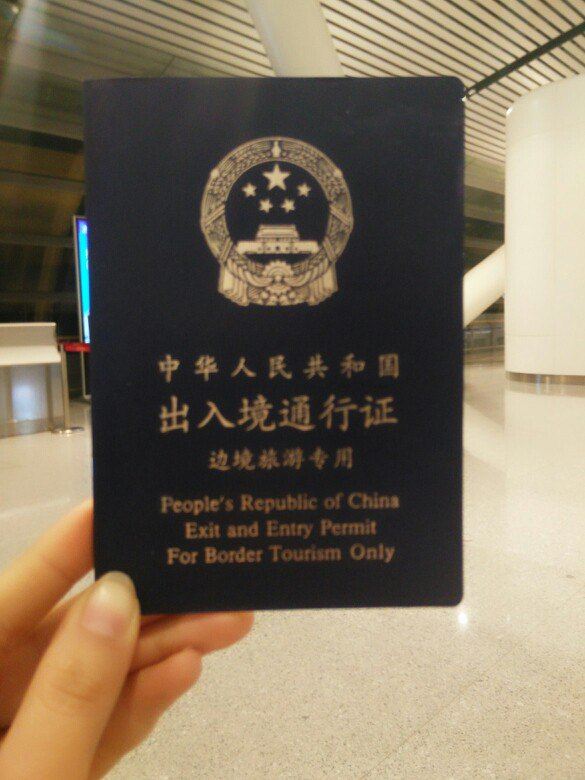 中华人民共和国
出入境通行证
边境旅游专用
People's Republic of China
Exit and Entry Permit
For Border Tourism Only